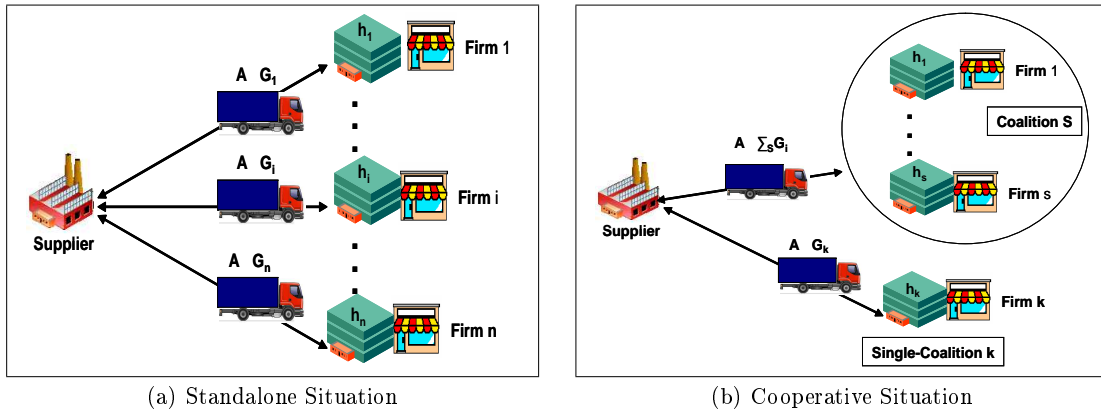 h₁
Firm 1
A G₁
A Gᵢ
hᵢ
Firm i
Supplier
A Gₙ
hₙ
Firm n
(a) Standalone Situation
h₁
Firm 1
Coalition S
A ∑ₛGᵢ
hₛ
Firm s
Supplier
A Gₖ
hₖ
Firm k
Single-Coalition k
(b) Cooperative Situation